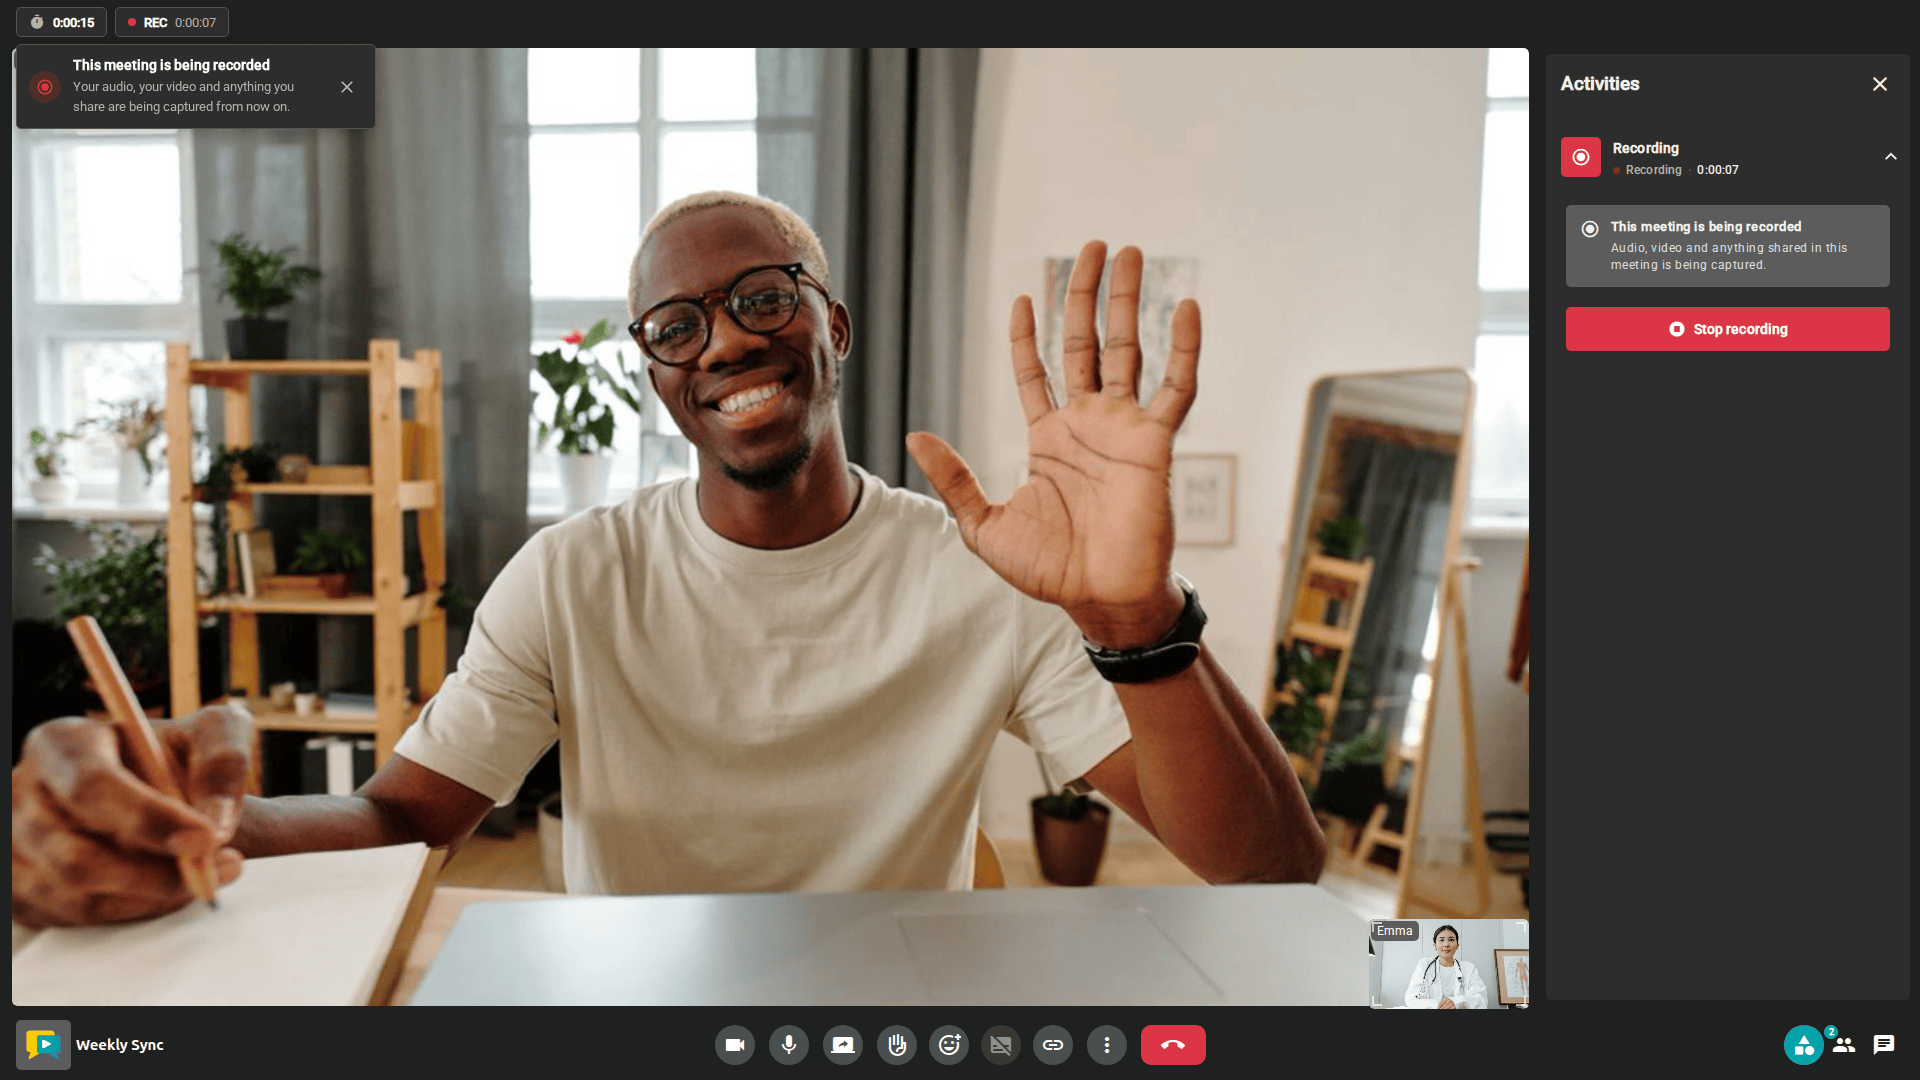 0:00:15
REC 0:00:07
This meeting is being recorded
Your audio, your video and anything you
share are being captured from now on.
Activities
Recording
Recording · 0:00:07
This meeting is being recorded
Audio, video and anything shared in this
meeting is being captured.
Stop recording
Emma
Weekly Sync
2